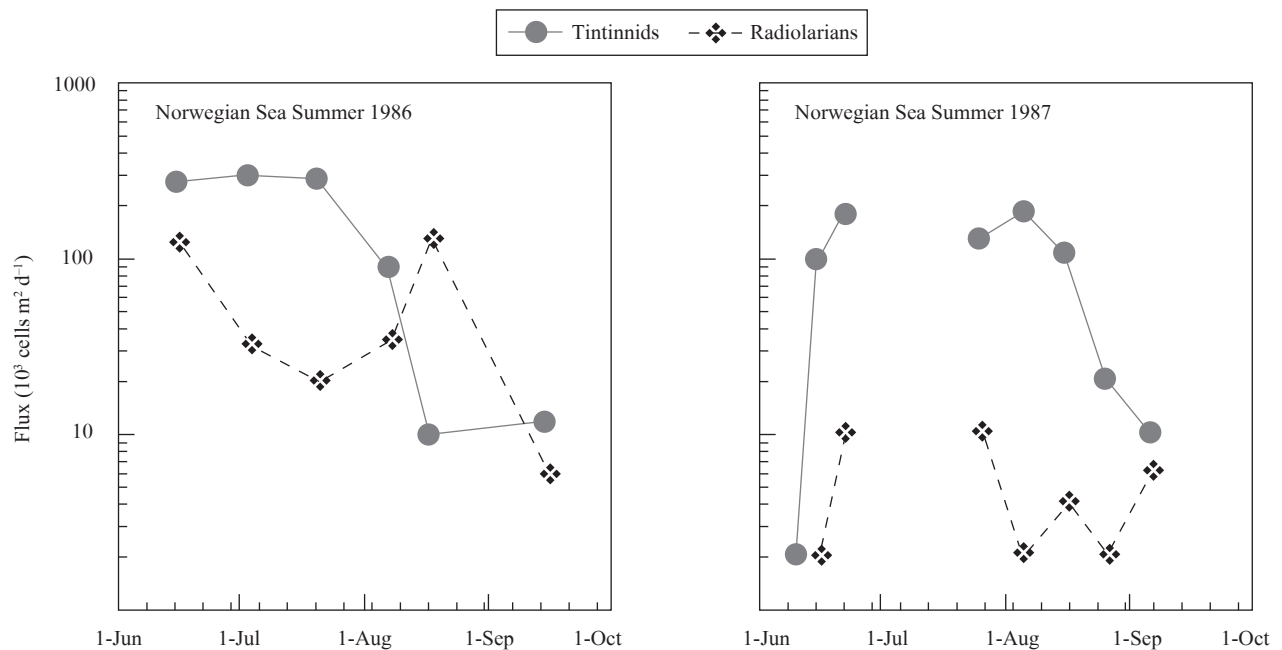 Tintinnids Radiolarians
Norwegian Sea Summer 1986
Norwegian Sea Summer 1987
Flux (10³ cells m² d⁻¹)
1000
100
10
1-Jun 1-Jul 1-Aug 1-Sep 1-Oct
1-Jun 1-Jul 1-Aug 1-Sep 1-Oct